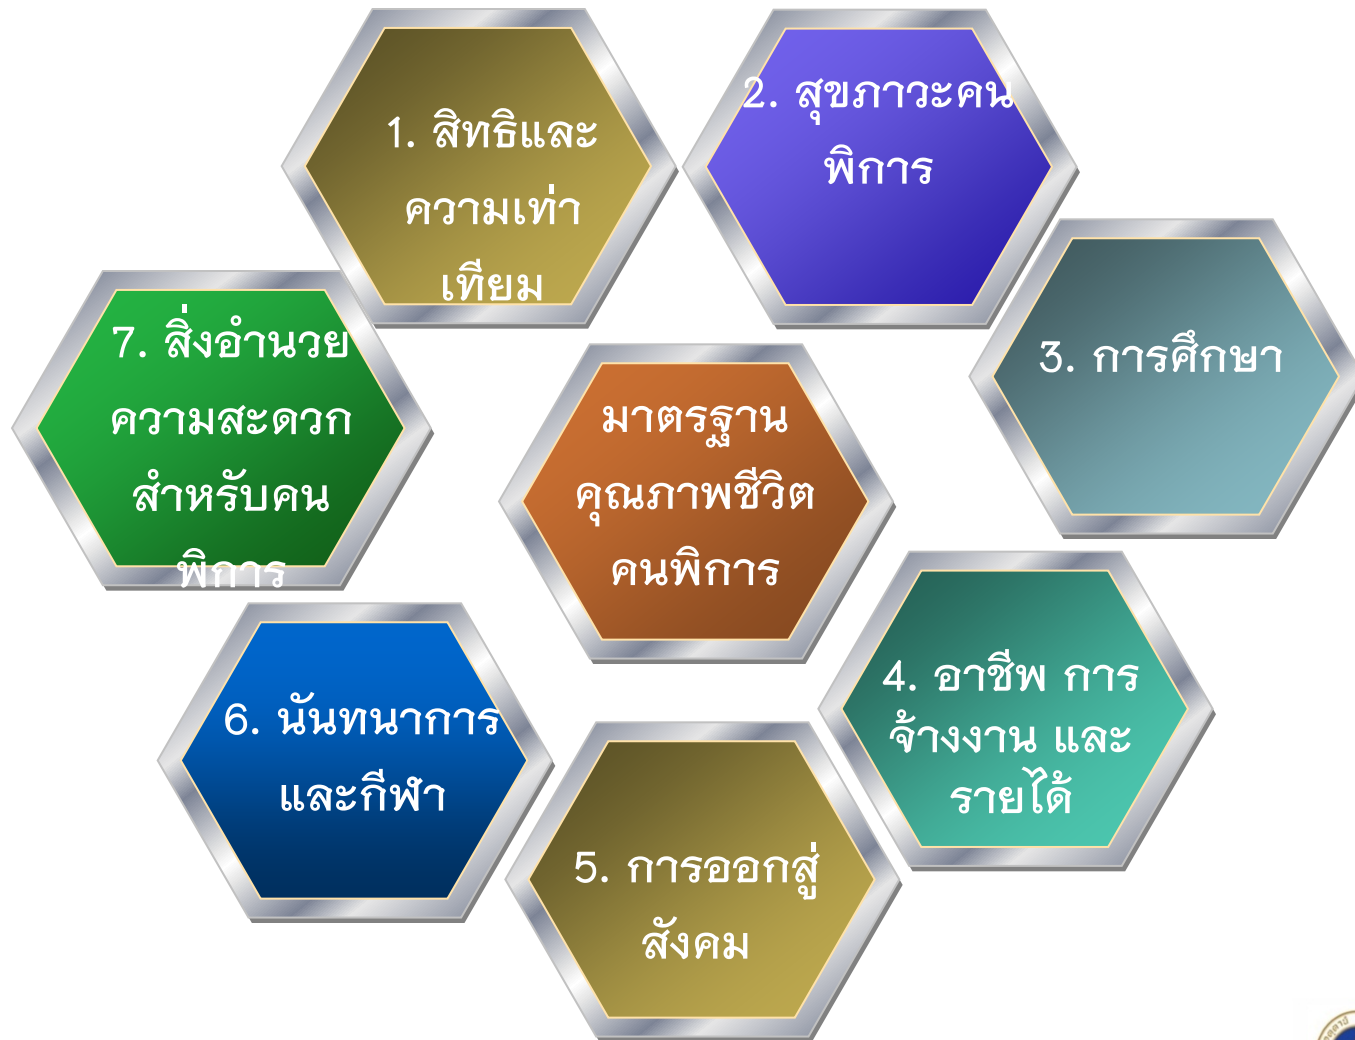 1. สิทธิและ
ความเท่า
เทียม
2. สุขภาวะคน
พิการ
3. การศึกษา
4. อาชีพ การ
จ้างงาน และ
รายได้
5. การออกสู่
สังคม
6. นันทนาการ
และกีฬา
7. สิ่งอำนวย
ความสะดวก
สำหรับคน
พิการ
มาตรฐาน
คุณภาพชีวิต
คนพิการ